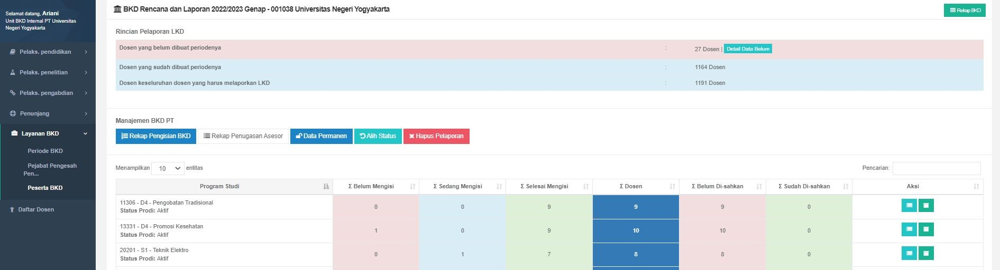 Selamat datang, Ariani
Unit BKD Internal PT Universitas
Negeri Yogyakarta
Pelaks. pendidikan
Pelaks. penelitian
Pelaks. pengabdian
Penunjang
Layanan BKD
Periode BKD
Pejabat Pengesah
Pen...
Peserta BKD
Daftar Dosen
BKD Rencana dan Laporan 2022/2023 Genap - 001038 Universitas Negeri Yogyakarta
Rekap BKD
Rincian Pelaporan LKD
Dosen yang belum dibuat periodenya : 27 Dosen | Detail Data Belum
Dosen yang sudah dibuat periodenya : 1164 Dosen
Dosen keseluruhan dosen yang harus melaporkan LKD : 1191 Dosen
Manajemen BKD PT
Rekap Pengisian BKD Rekap Penugasan Asesor Data Permanen Alih Status Hapus Pelaporan
Menampilkan 10 entitas Pencarian:
Program Studi Σ Belum Mengisi Σ Sedang Mengisi Σ Selesai Mengisi Σ Dosen Σ Belum Di-sahkan Σ Sudah Di-sahkan Aksi
11306 - D4 - Pengobatan Tradisional
Status Prodi: Aktif
0 0 9 9 9 0
13331 - D4 - Promosi Kesehatan
Status Prodi: Aktif
1 0 9 10 10 0
20201 - S1 - Teknik Elektro
Status Prodi: Aktif
0 1 7 8 8 0